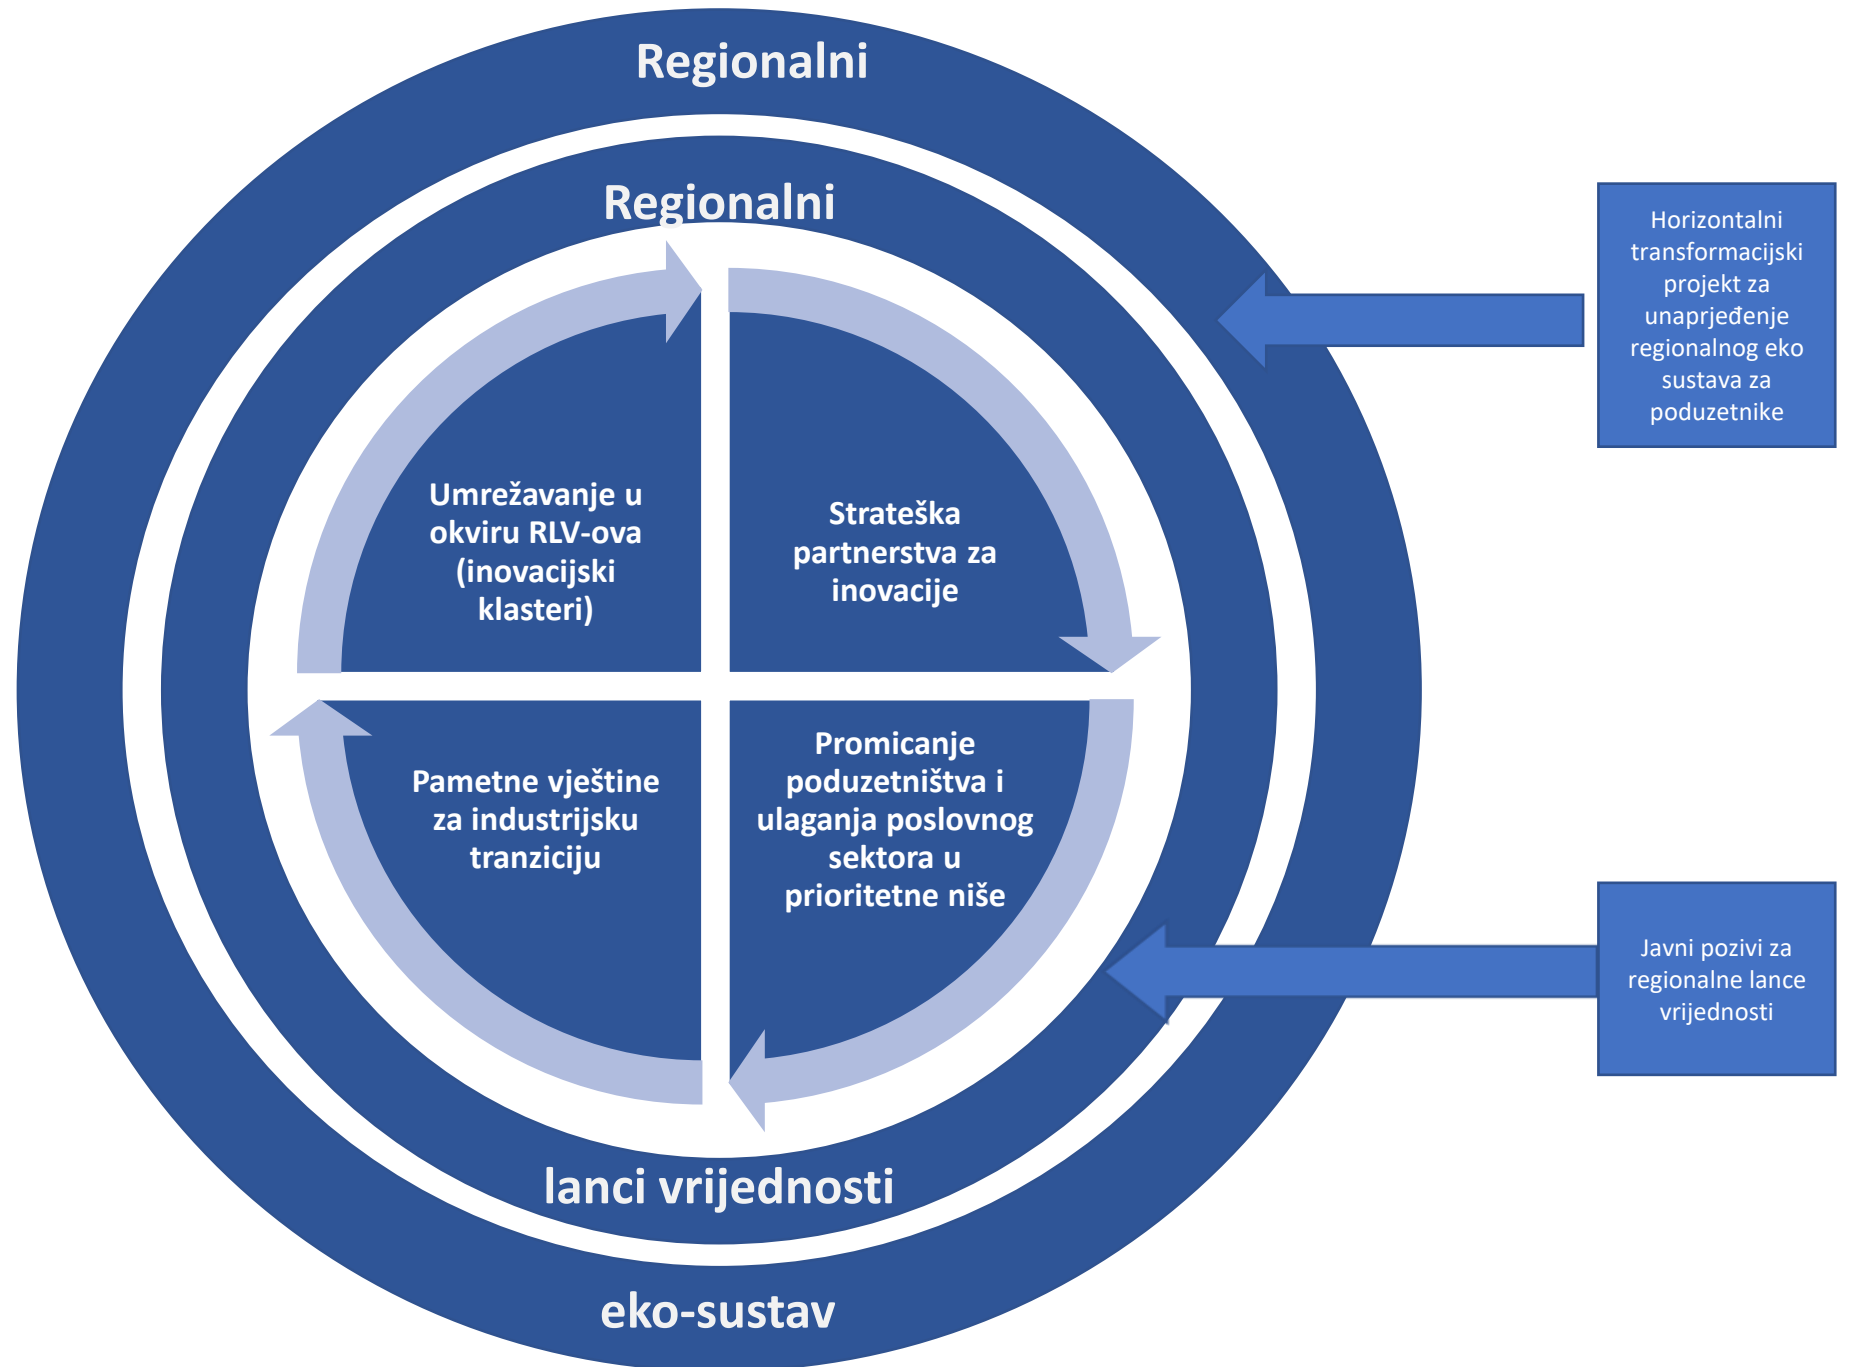 Regionalni
Regionalni
Umrežavanje u
okviru RLV-ova
(inovacijski
klasteri)
Strateška
partnerstva za
inovacije
Pametne vještine
za industrijsku
tranziciju
Promicanje
poduzetništva i
ulaganja poslovnog
sektora u
prioritetne niše
lanci vrijednosti
eko-sustav
Horizontalni
transformacijski
projekt za
unaprjeđenje
regionalnog eko
sustava za
poduzetnike
Javni pozivi za
regionalne lance
vrijednosti